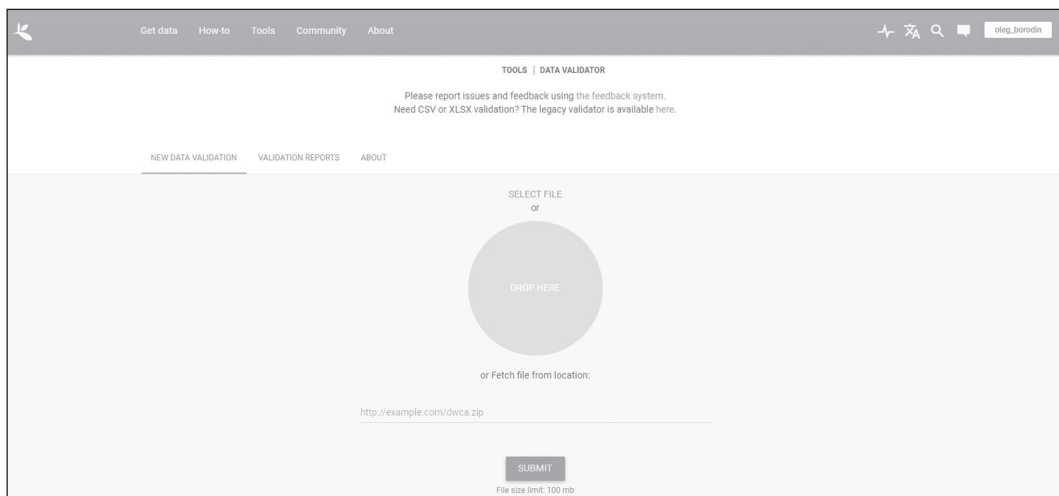 Get data How-to Tools Community About oleg_borodin
TOOLS | DATA VALIDATOR
Please report issues and feedback using the feedback system.
Need CSV or XLSX validation? The legacy validator is available here.
NEW DATA VALIDATION VALIDATION REPORTS ABOUT
SELECT FILE
or
DROP HERE
or Fetch file from location:
http://example.com/dwca.zip
SUBMIT
File size limit: 100 mb